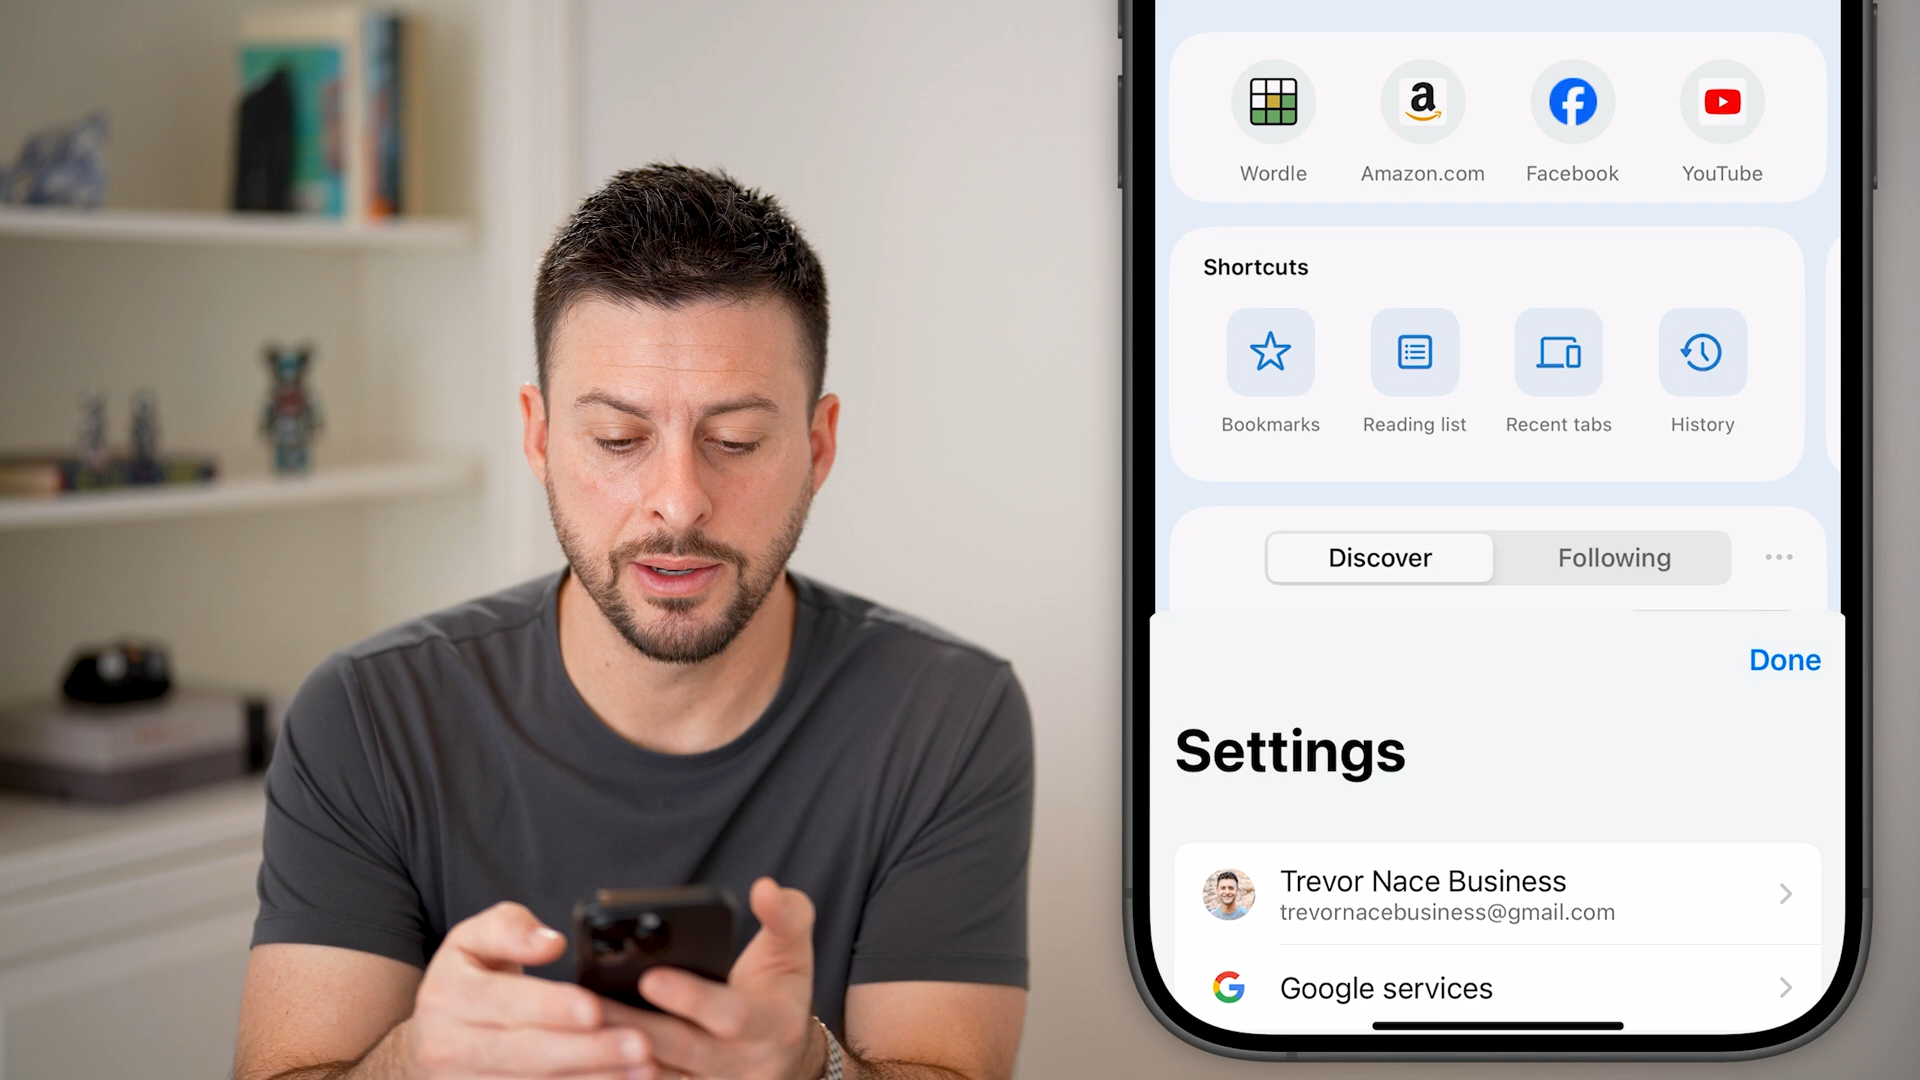 Wordle
Amazon.com
Facebook
YouTube
Shortcuts
Bookmarks
Reading list
Recent tabs
History
Discover
Following
Done
Settings
Trevor Nace Business
trevornacebusiness@gmail.com
Google services